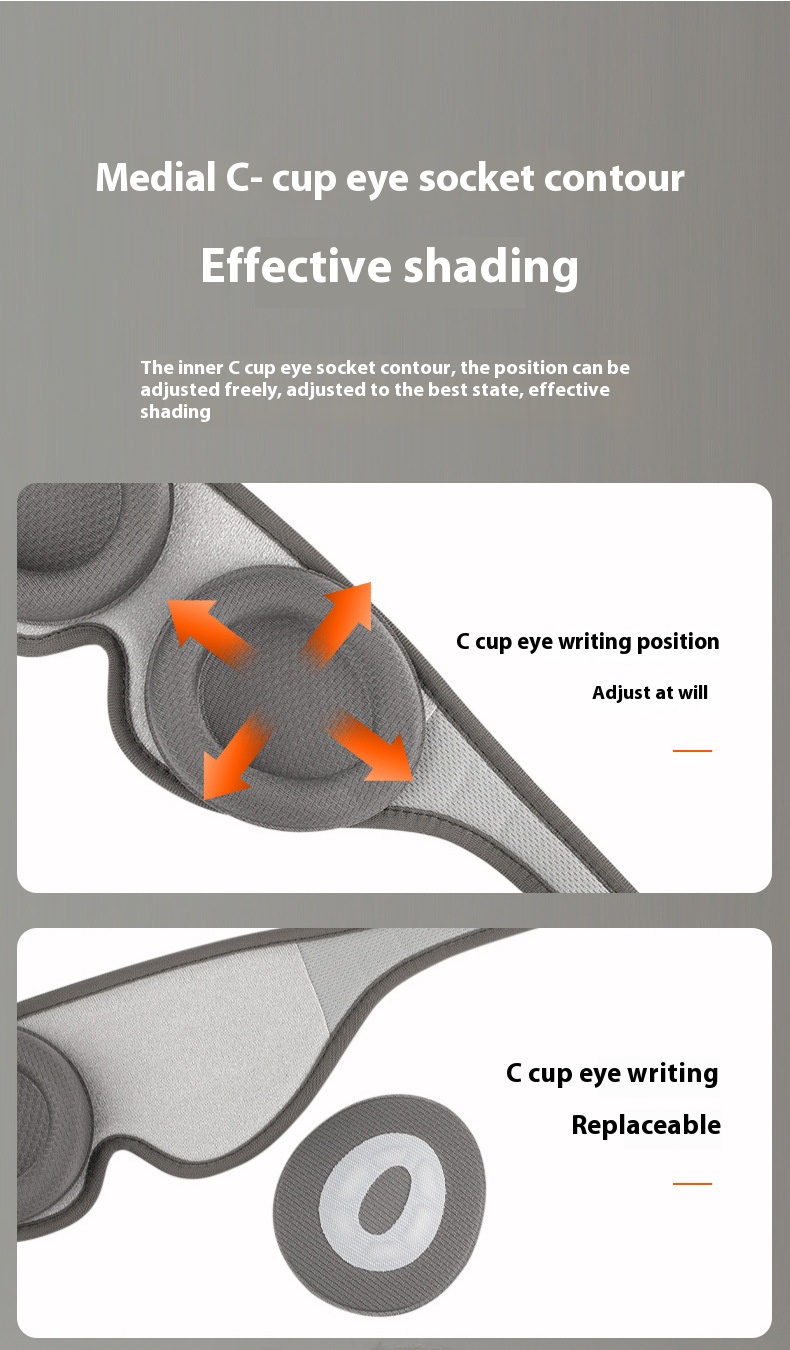 Medial C- cup eye socket contour
Effective shading
The inner C cup eye socket contour, the position can be
adjusted freely, adjusted to the best state, effective
shading
C cup eye writing position
Adjust at will
C cup eye writing
Replaceable